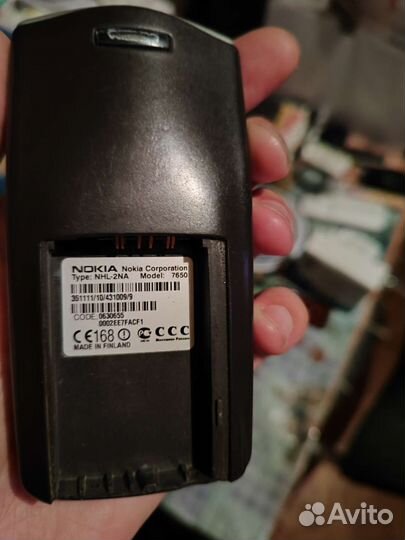 NOKIA Nokia Corporation
Type: NHL-2NA Model: 7650
351111/10/431009/9
CODE: 0630655
0002EE7FACF1
CE168 CCC
MADE IN FINLAND
Avito